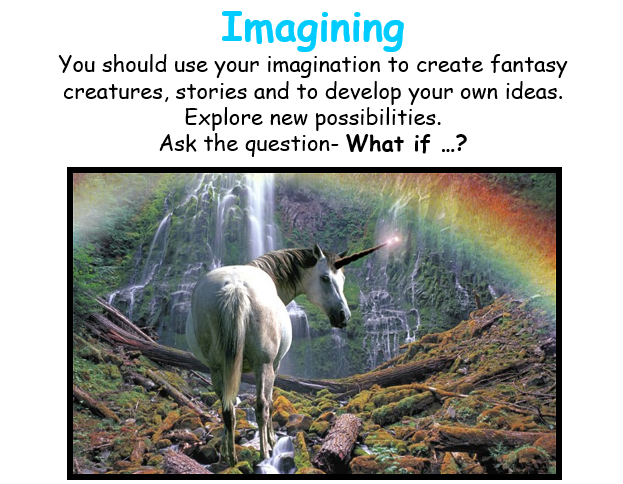 Imagining
You should use your imagination to create fantasy
creatures, stories and to develop your own ideas.
Explore new possibilities.
Ask the question- What if …?